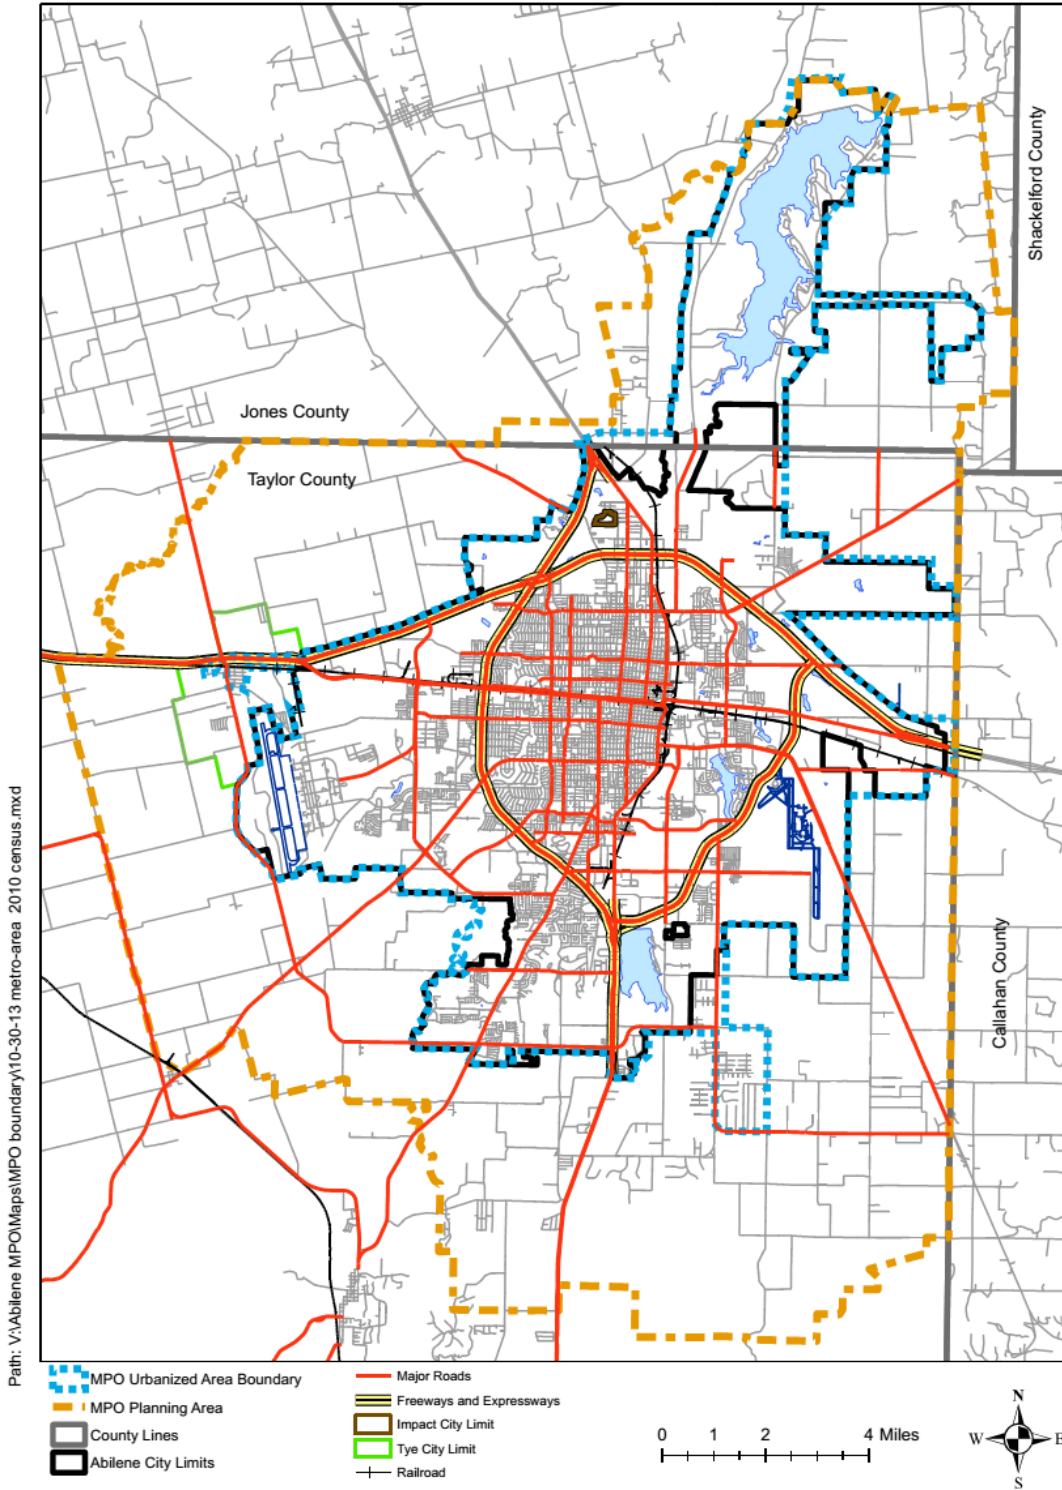 Shackelford County
Jones County
Taylor County
Callahan County
Path: V:\Abilene MPO\Maps\MPO boundary\10-30-13 metro-area 2010 census.mxd
MPO Urbanized Area Boundary
MPO Planning Area
County Lines
Abilene City Limits
Major Roads
Freeways and Expressways
Impact City Limit
Tye City Limit
Railroad
0 1 2 4 Miles
N
W E
S